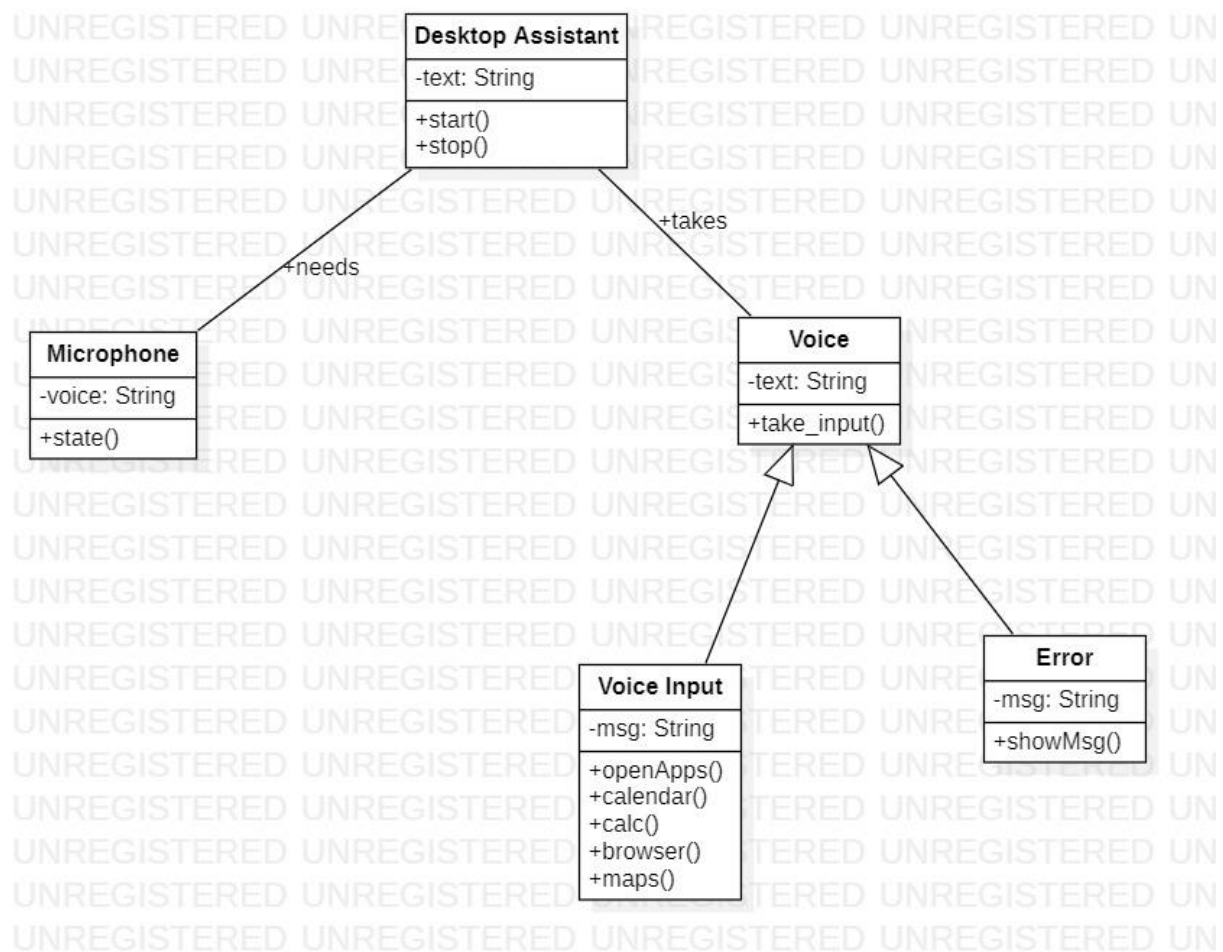 Desktop Assistant
-text: String
+start()
+stop()
+takes
+needs
Microphone
-voice: String
+state()
Voice
-text: String
+take_input()
Voice Input
-msg: String
+openApps()
+calendar()
+calc()
+browser()
+maps()
Error
-msg: String
+showMsg()
UNREGISTERED